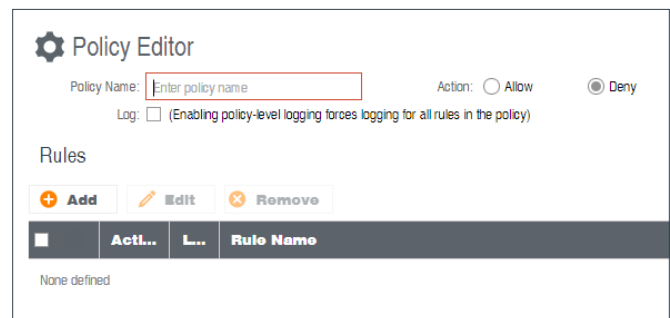 Policy Editor
Policy Name: Enter policy name Action: Allow Deny
Log: (Enabling policy-level logging forces logging for all rules in the policy)
Rules
Add Edit Remove
Acti... L... Rule Name
None defined